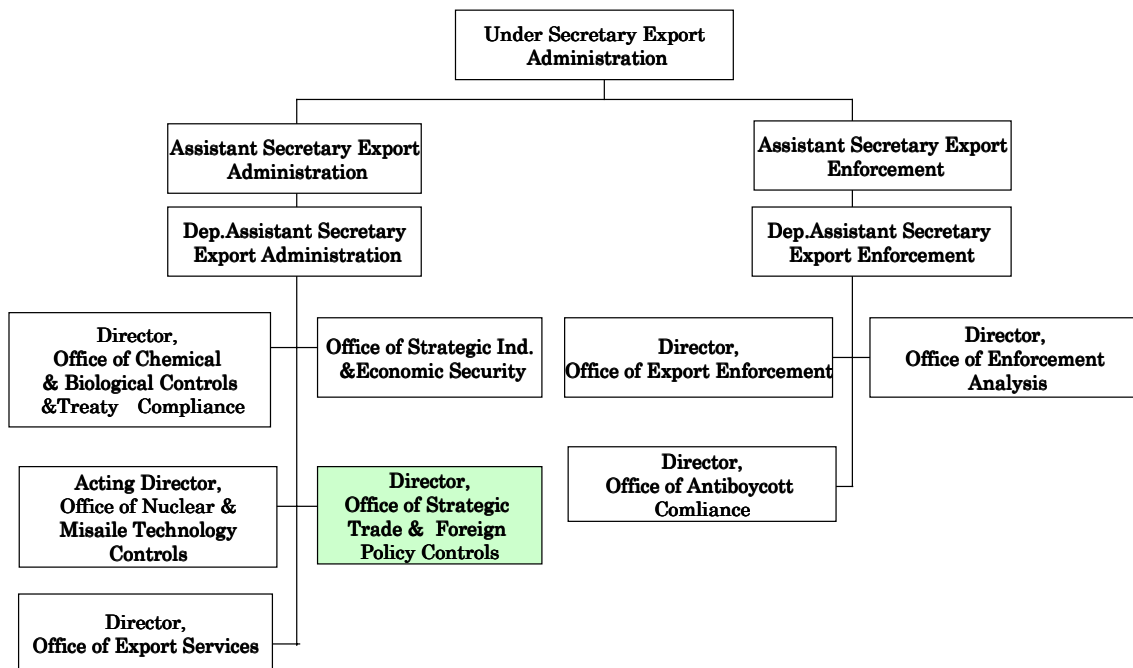 Under Secretary Export
Administration
Assistant Secretary Export
Administration
Assistant Secretary Export
Enforcement
Dep.Assistant Secretary
Export Administration
Dep.Assistant Secretary
Export Enforcement
Director,
Office of Chemical
& Biological Controls
&Treaty Compliance
Office of Strategic Ind.
&Economic Security
Director,
Office of Export Enforcement
Director,
Office of Enforcement
Analysis
Acting Director,
Office of Nuclear &
Misaile Technology
Controls
Director,
Office of Strategic
Trade & Foreign
Policy Controls
Director,
Office of Antiboycott
Comliance
Director,
Office of Export Services